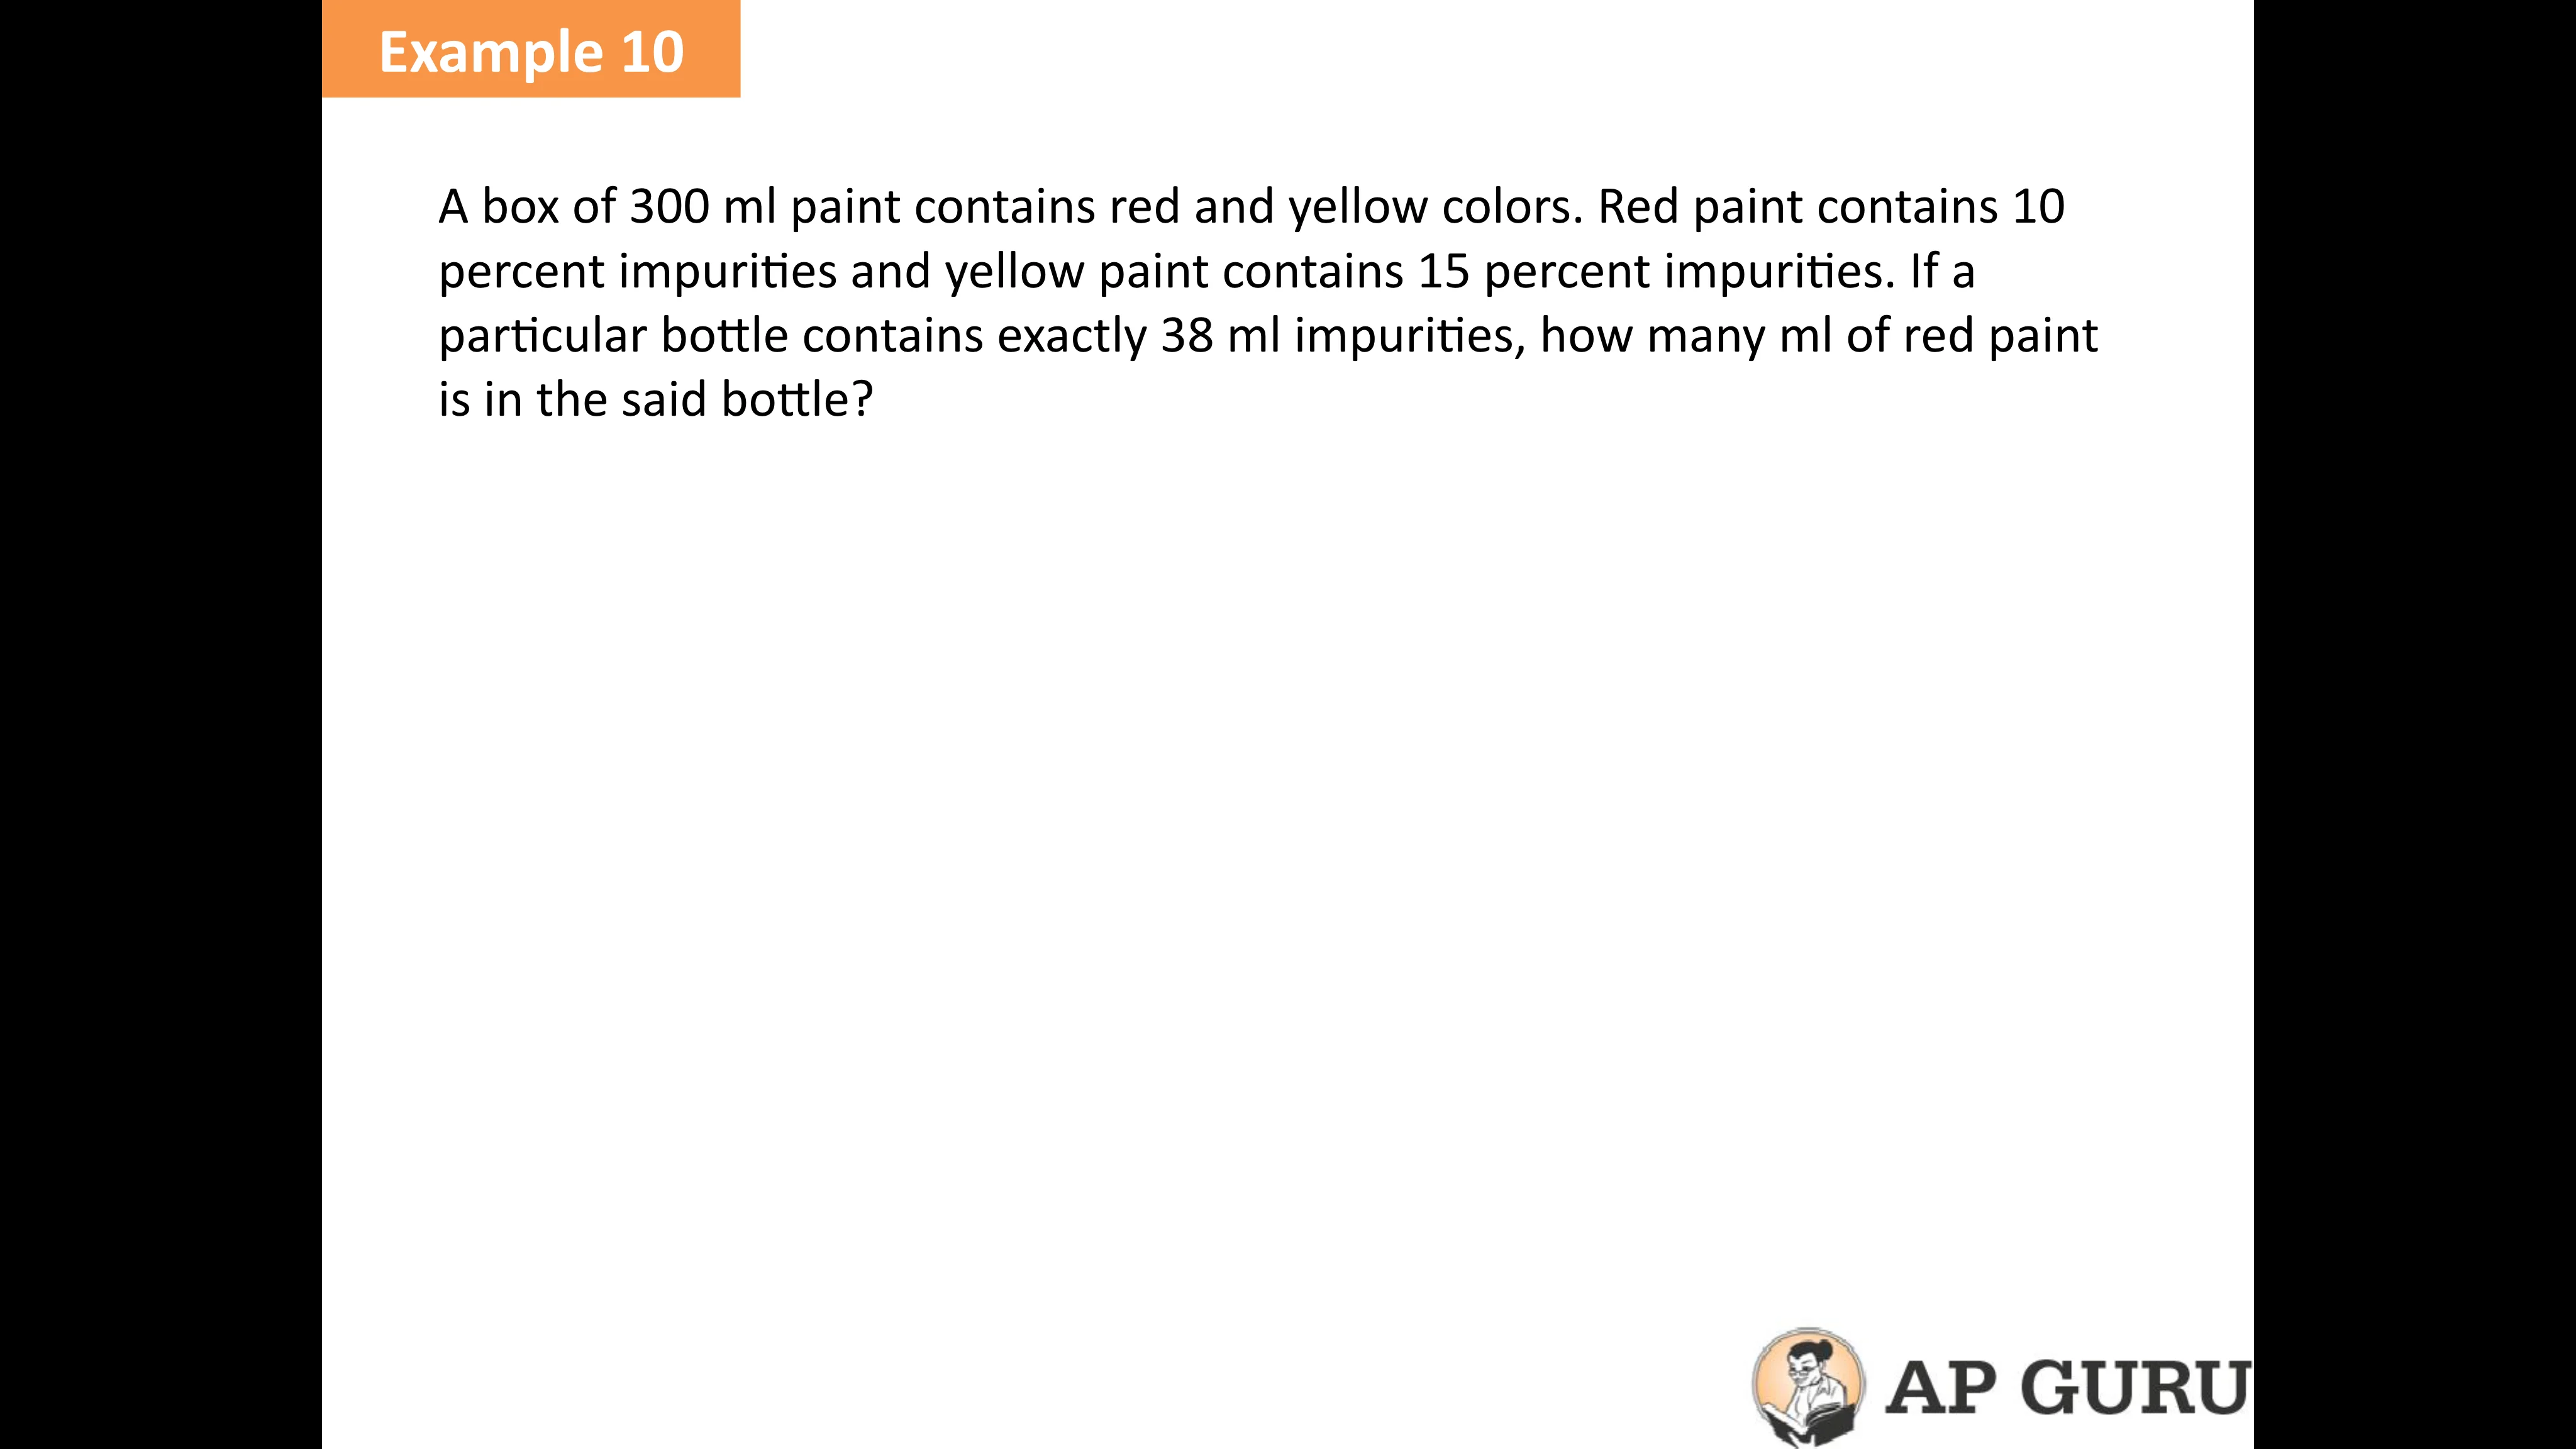 Example 10
A box of 300 ml paint contains red and yellow colors. Red paint contains 10
percent impurities and yellow paint contains 15 percent impurities. If a
particular bottle contains exactly 38 ml impurities, how many ml of red paint
is in the said bottle?
AP GURU